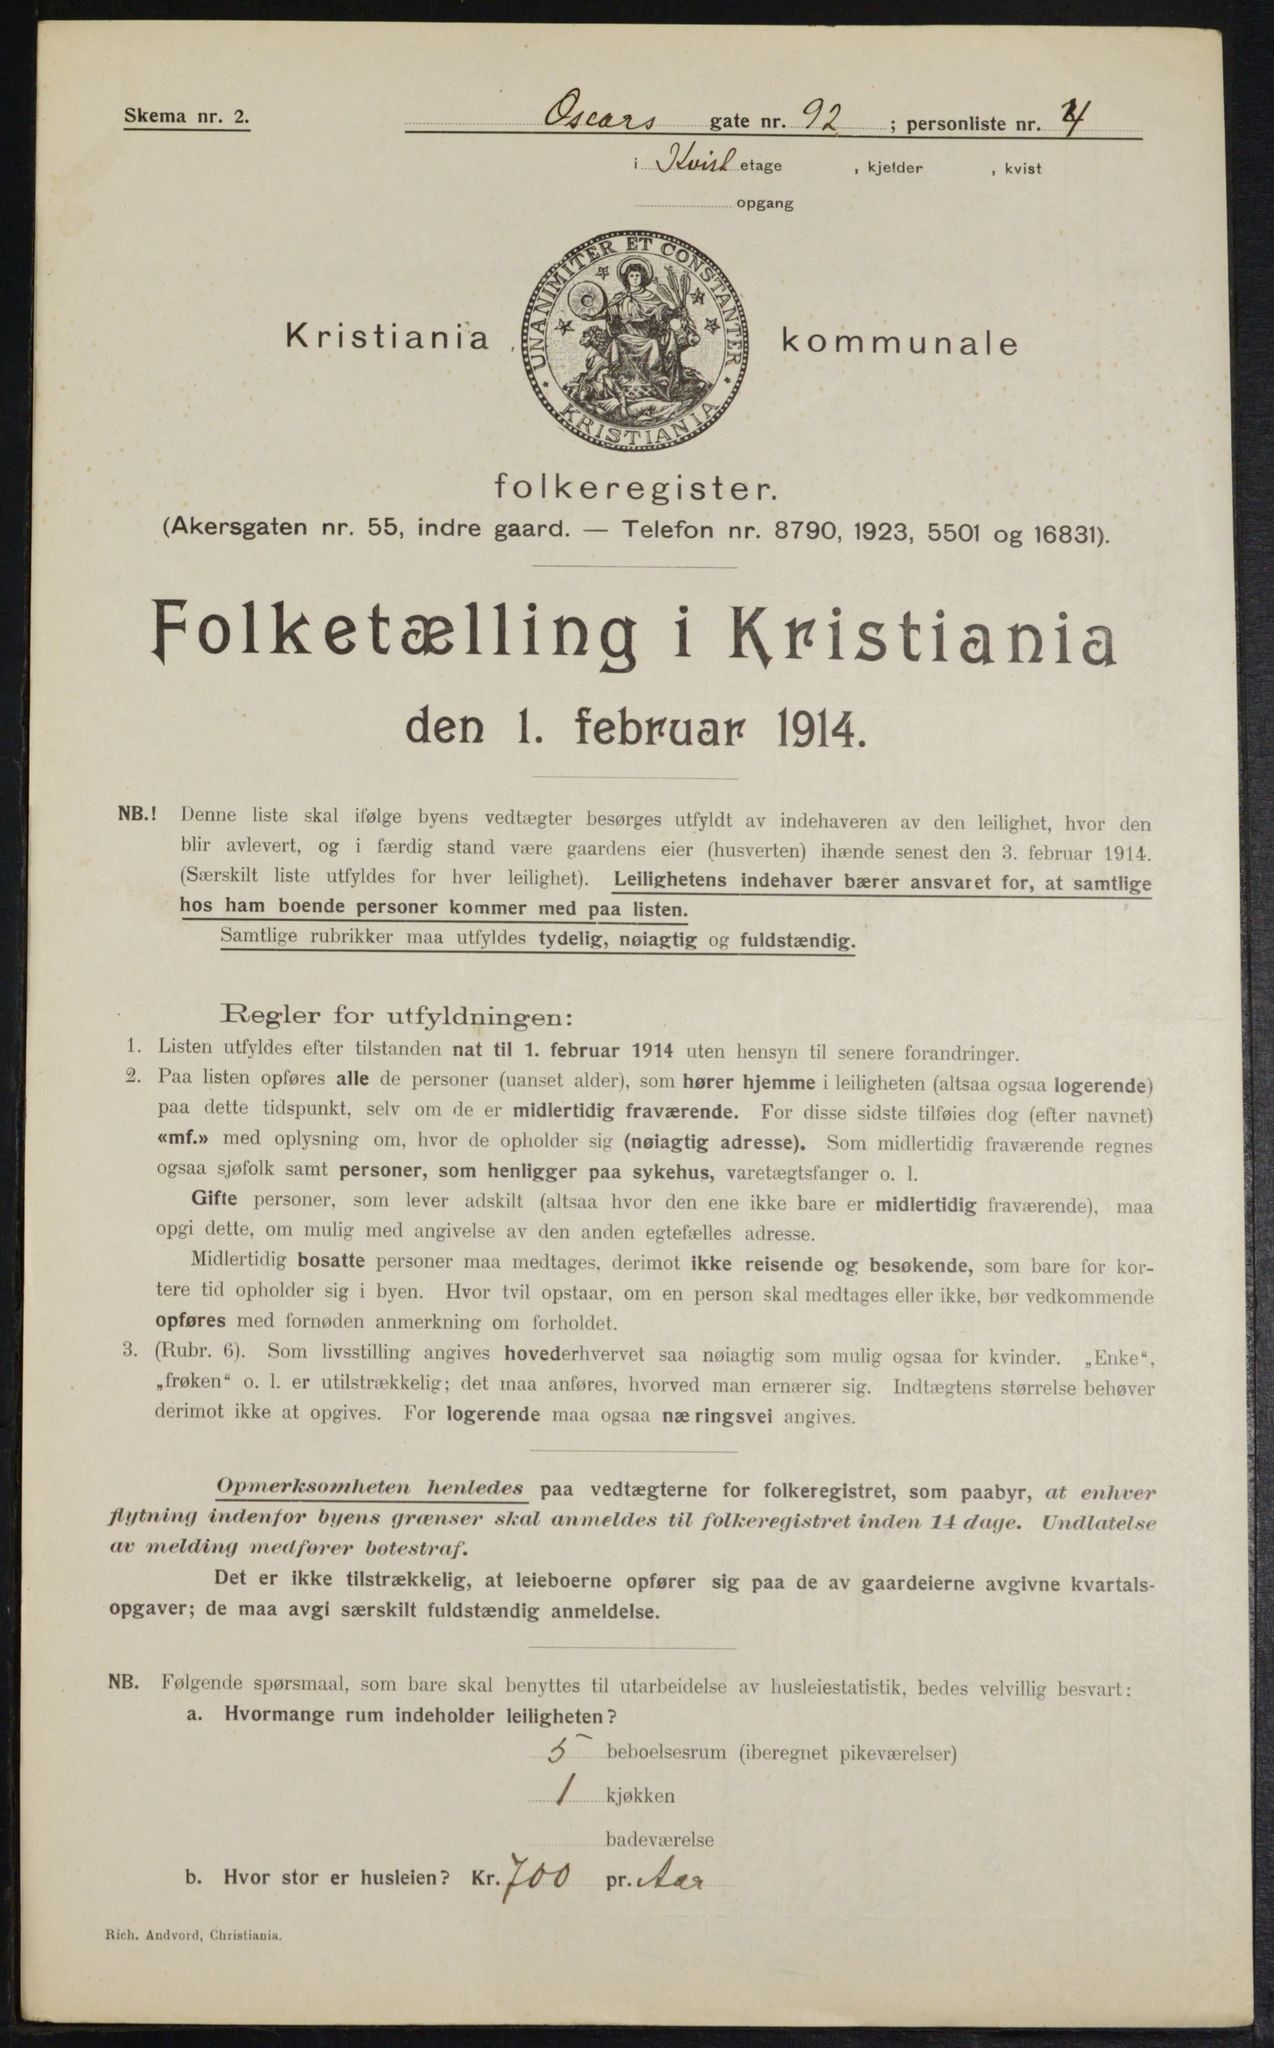 Skema nr. 2.
Oscars gate nr. 92 ; personliste nr. 4
i Kvist etage , kjelder , kvist
opgang
UNANIMITER ET CONSTANTER
KRISTIANIA
Kristiania kommunale
folkeregister.
(Akersgaten nr. 55, indre gaard. — Telefon nr. 8790, 1923, 5501 og 16831).
Folketælling i Kristiania
den 1. februar 1914.
NB.! Denne liste skal ifølge byens vedtægter besørges utfyldt av indehaveren av den leilighet, hvor den
blir avlevert, og i færdig stand være gaardens eier (husverten) ihænde senest den 3. februar 1914.
(Særskilt liste utfyldes for hver leilighet). Leilighetens indehaver bærer ansvaret for, at samtlige
hos ham boende personer kommer med paa listen.
Samtlige rubrikker maa utfyldes tydelig, nøiagtig og fuldstændig.
Regler for utfyldningen:
1. Listen utfyldes efter tilstanden nat til 1. februar 1914 uten hensyn til senere forandringer.
2. Paa listen opføres alle de personer (uanset alder), som hører hjemme i leiligheten (altsaa ogsaa logerende)
paa dette tidspunkt, selv om de er midlertidig fraværende. For disse sidste tilføies dog (efter navnet)
«mf.» med oplysning om, hvor de opholder sig (nøiagtig adresse). Som midlertidig fraværende regnes
ogsaa sjøfolk samt personer, som henligger paa sykehus, varetægtsfanger o. l.
Gifte personer, som lever adskilt (altsaa hvor den ene ikke bare er midlertidig fraværende), maa
opgi dette, om mulig med angivelse av den anden egtefælles adresse.
Midlertidig bosatte personer maa medtages, derimot ikke reisende og besøkende, som bare for kor-
tere tid opholder sig i byen. Hvor tvil opstaar, om en person skal medtages eller ikke, bør vedkommende
opføres med fornøden anmerkning om forholdet.
3. (Rubr. 6). Som livsstilling angives hovederhvervet saa nøiagtig som mulig ogsaa for kvinder. „Enke“,
„frøken“ o. l. er utilstrækkelig; det maa anføres, hvorved man ernærer sig. Indtægtens størrelse behøver
derimot ikke at opgives. For logerende maa ogsaa næringsvei angives.
Opmerksomheten henledes paa vedtægterne for folkeregistret, som paabyr, at enhver
flytning indenfor byens grænser skal anmeldes til folkeregistret inden 14 dage. Undlatelse
av melding medfører botestraf.
Det er ikke tilstrækkelig, at leieboerne opfører sig paa de av gaardeierne avgivne kvartals-
opgaver; de maa avgi særskilt fuldstændig anmeldelse.
NB. Følgende spørsmaal, som bare skal benyttes til utarbeidelse av husleiestatistik, bedes velvillig besvart:
a. Hvormange rum indeholder leiligheten?
5 beboelsesrum (iberegnet pikeværelser)
1 kjøkken
badeværelse
b. Hvor stor er husleien? Kr. 700 pr. Aar
Rich. Andvord, Christiania.